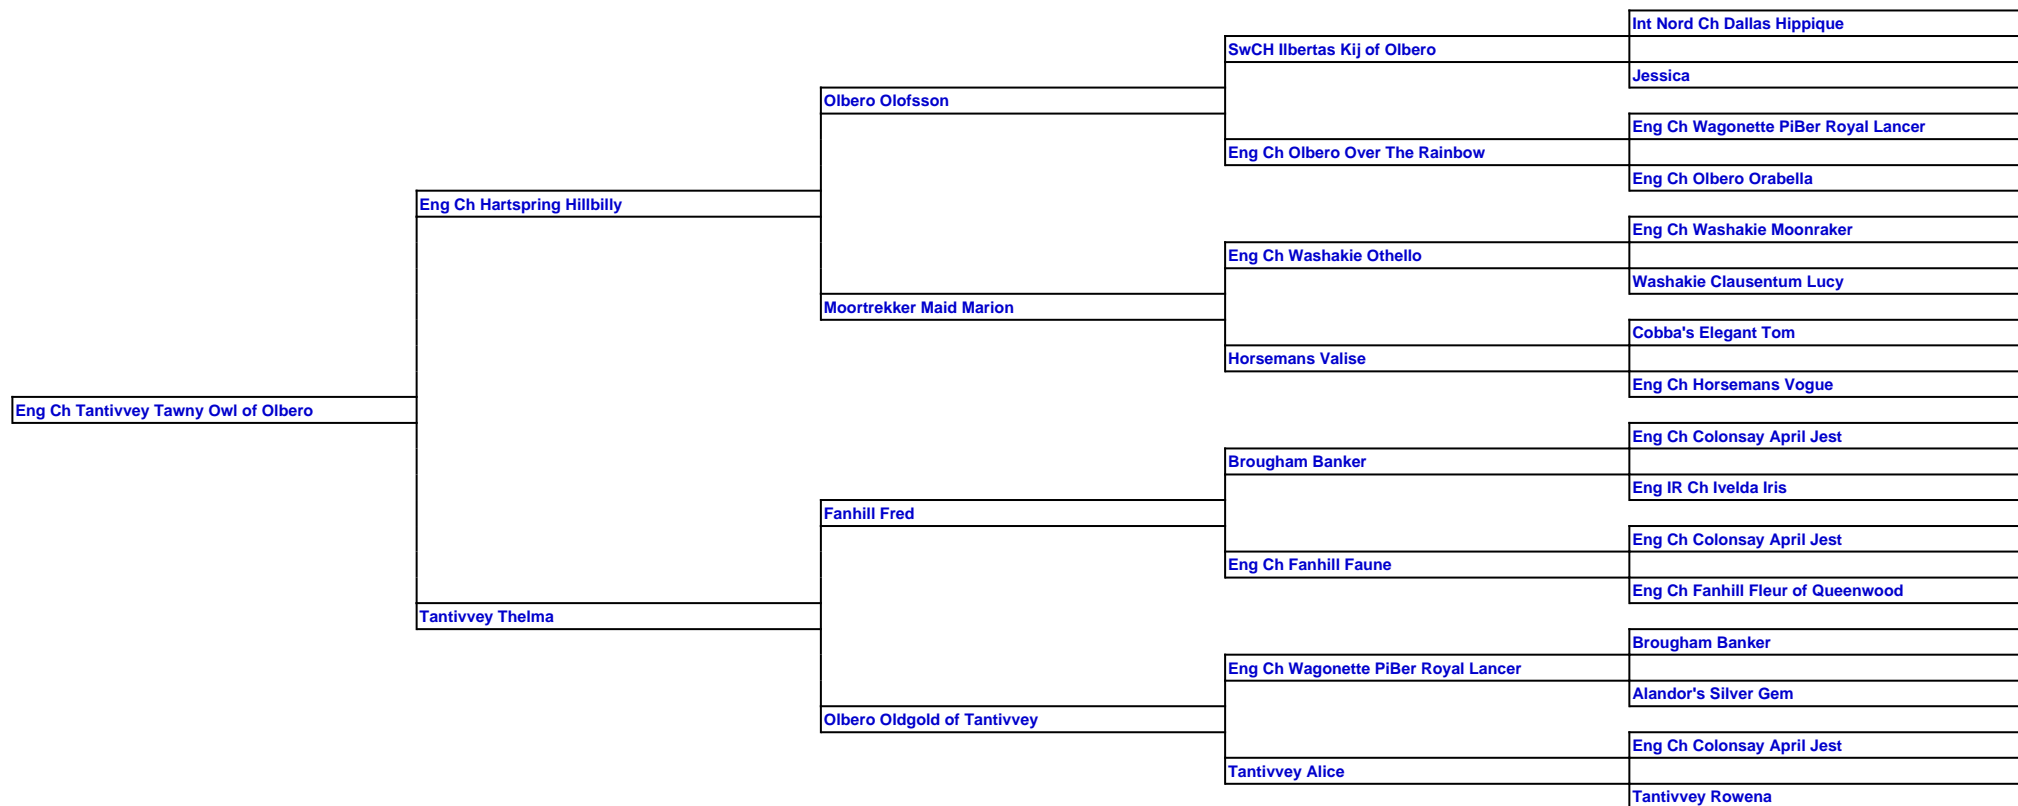 Int Nord Ch Dallas Hippique
SwCH Ilbertas Kij of Olbero
Jessica
Olbero Olofsson
Eng Ch Wagonette PiBer Royal Lancer
Eng Ch Olbero Over The Rainbow
Eng Ch Olbero Orabella
Eng Ch Hartspring Hillbilly
Eng Ch Washakie Moonraker
Eng Ch Washakie Othello
Washakie Clausentum Lucy
Moortrekker Maid Marion
Cobba's Elegant Tom
Horsemans Valise
Eng Ch Horsemans Vogue
Eng Ch Tantivvey Tawny Owl of Olbero
Eng Ch Colonsay April Jest
Brougham Banker
Eng IR Ch Ivelda Iris
Fanhill Fred
Eng Ch Colonsay April Jest
Eng Ch Fanhill Faune
Eng Ch Fanhill Fleur of Queenwood
Tantivvey Thelma
Brougham Banker
Eng Ch Wagonette PiBer Royal Lancer
Alandor's Silver Gem
Olbero Oldgold of Tantivvey
Eng Ch Colonsay April Jest
Tantivvey Alice
Tantivvey Rowena